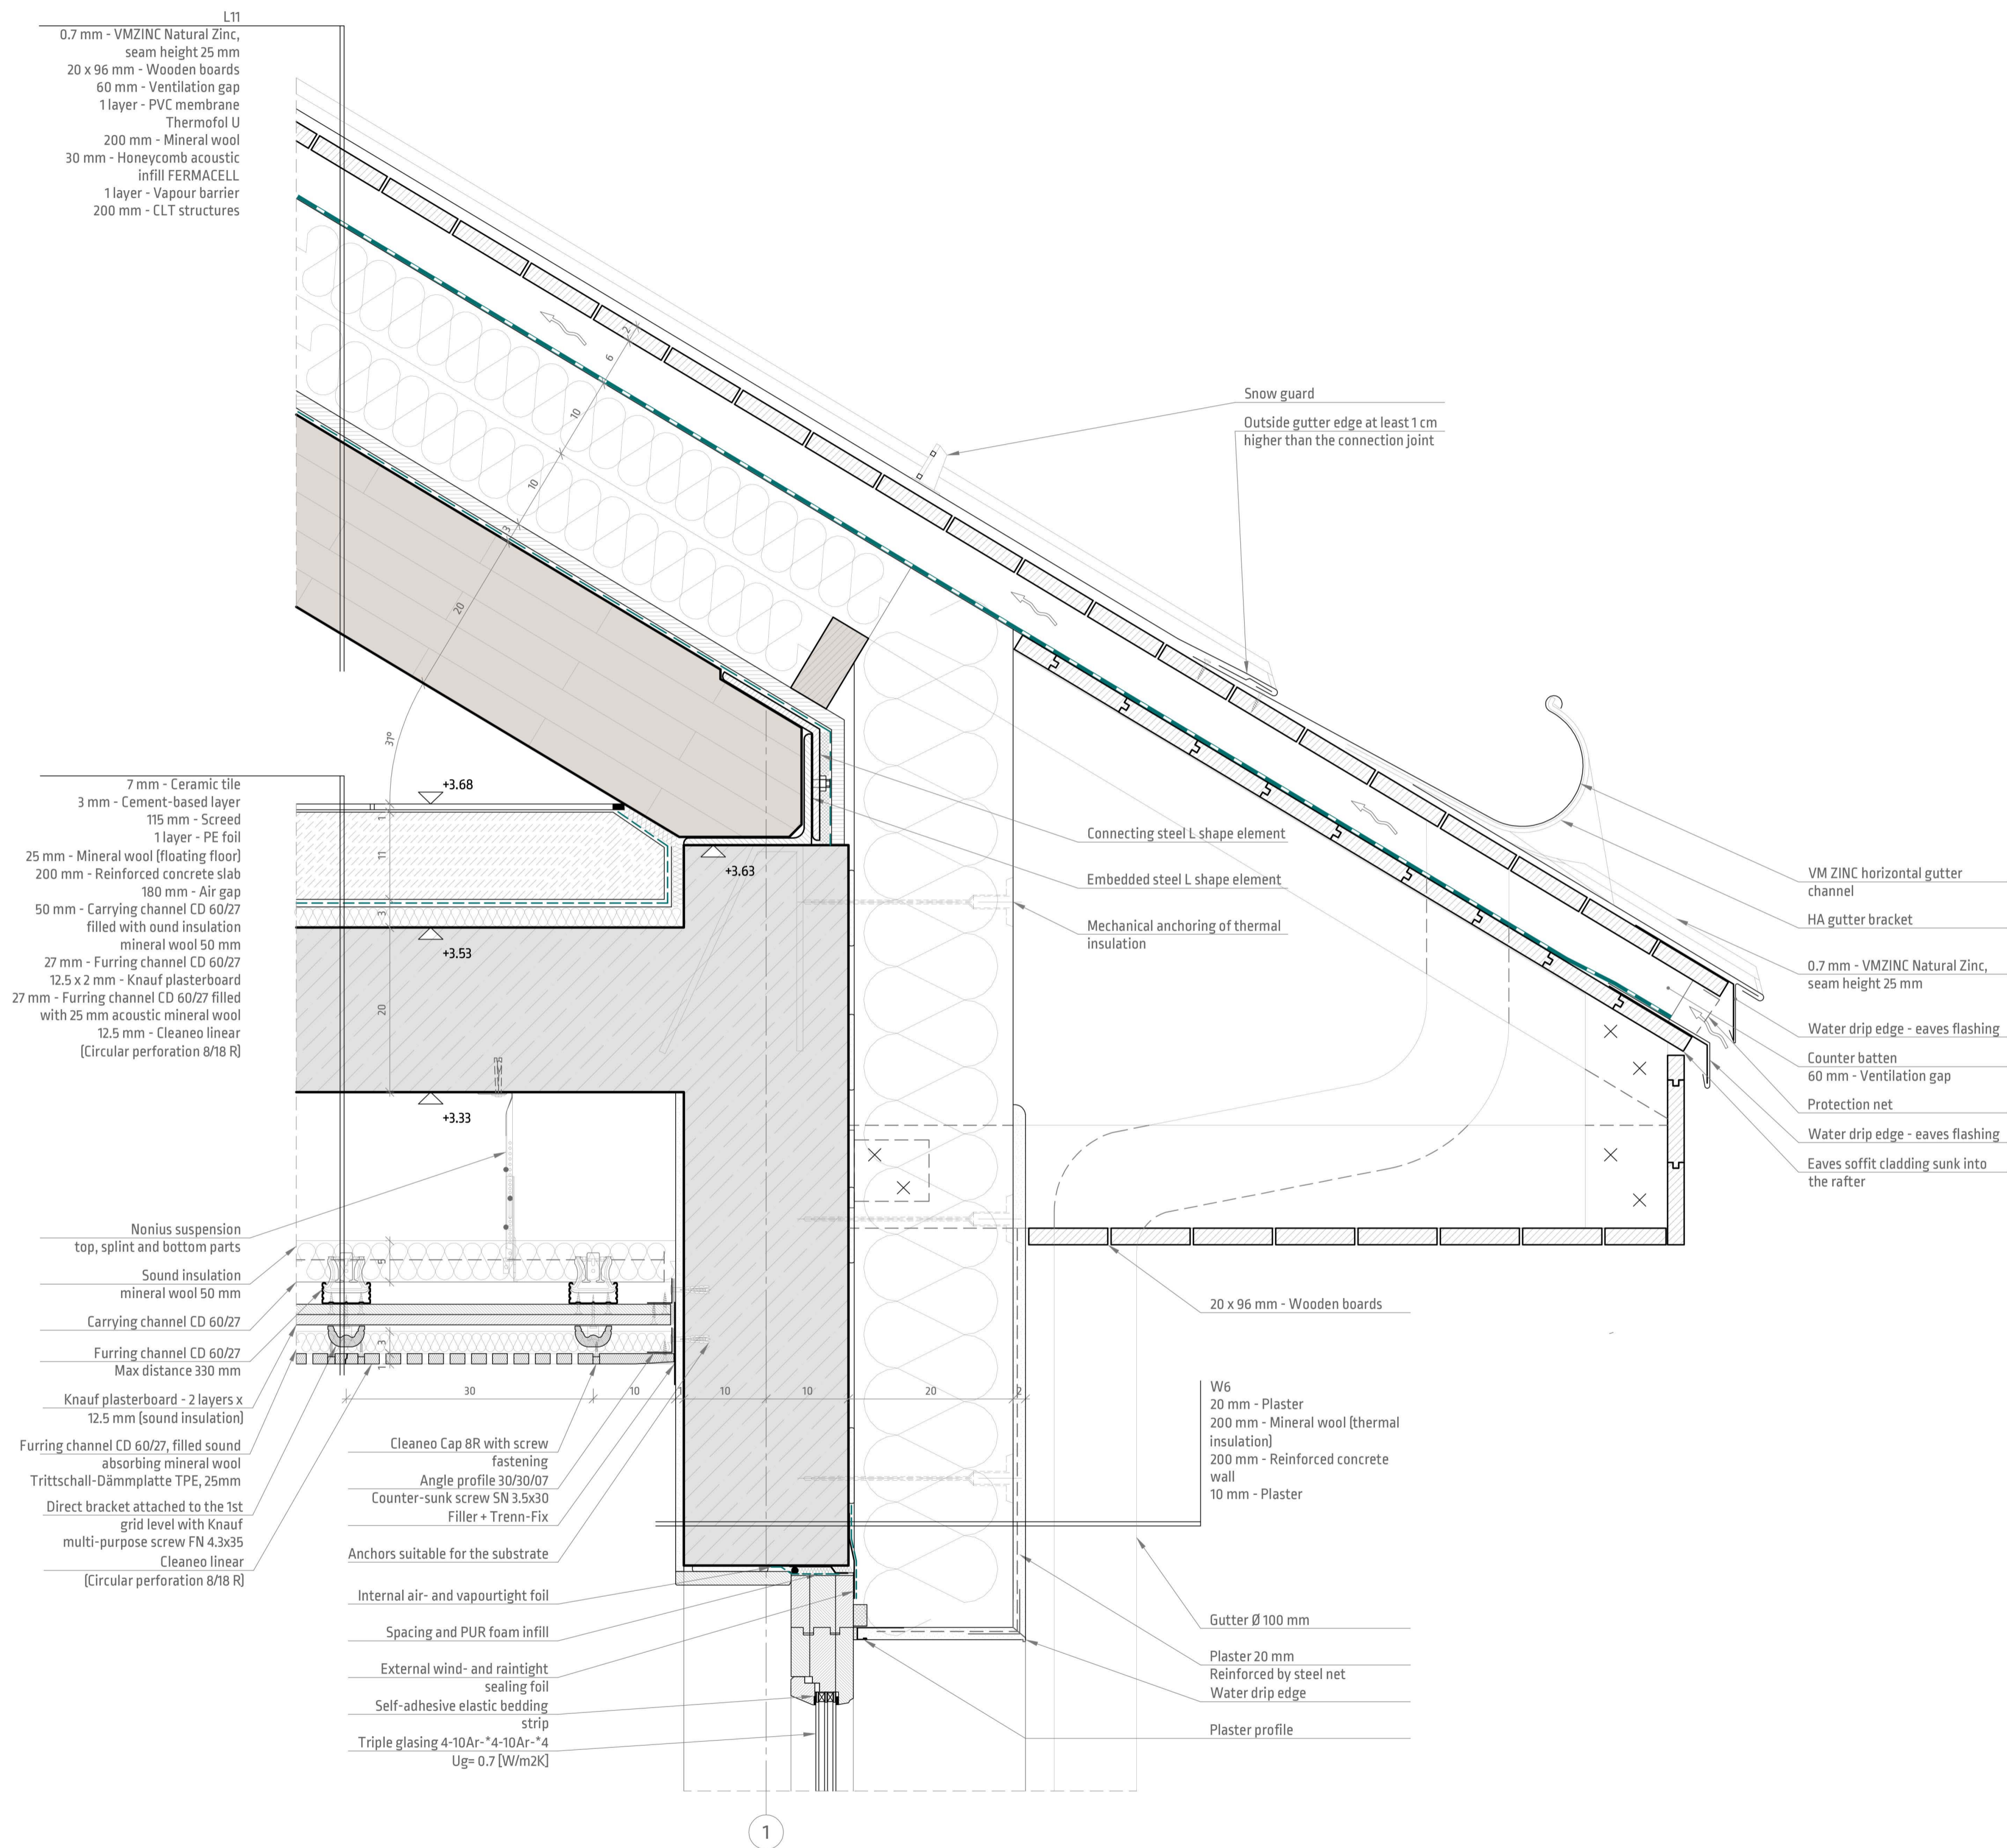 L11
0.7 mm - VMZINC Natural Zinc,
seam height 25 mm
20 x 96 mm - Wooden boards
60 mm - Ventilation gap
1 layer - PVC membrane
Thermofol U
200 mm - Mineral wool
30 mm - Honeycomb acoustic
infill FERMACELL
1 layer - Vapour barrier
200 mm - CLT structures
2
6
10
10
3
20
31°
Snow guard
Outside gutter edge at least 1 cm
higher than the connection joint
7 mm - Ceramic tile
3 mm - Cement-based layer
115 mm - Screed
1 layer - PE foil
25 mm - Mineral wool (floating floor)
200 mm - Reinforced concrete slab
180 mm - Air gap
50 mm - Carrying channel CD 60/27
filled with ound insulation
mineral wool 50 mm
27 mm - Furring channel CD 60/27
12.5 x 2 mm - Knauf plasterboard
27 mm - Furring channel CD 60/27 filled
with 25 mm acoustic mineral wool
12.5 mm - Cleaneo linear
(Circular perforation 8/18 R)
+3.68
+3.63
+3.53
+3.33
1
11
3
20
Connecting steel L shape element
Embedded steel L shape element
Mechanical anchoring of thermal
insulation
VM ZINC horizontal gutter
channel
HA gutter bracket
0.7 mm - VMZINC Natural Zinc,
seam height 25 mm
Water drip edge - eaves flashing
Counter batten
60 mm - Ventilation gap
Protection net
Water drip edge - eaves flashing
Eaves soffit cladding sunk into
the rafter
Nonius suspension
top, splint and bottom parts
Sound insulation
mineral wool 50 mm
Carrying channel CD 60/27
Furring channel CD 60/27
Max distance 330 mm
Knauf plasterboard - 2 layers x
12.5 mm (sound insulation)
Furring channel CD 60/27, filled sound
absorbing mineral wool
Trittschall-Dämmplatte TPE, 25mm
Direct bracket attached to the 1st
grid level with Knauf
multi-purpose screw FN 4.3x35
Cleaneo linear
(Circular perforation 8/18 R)
5
3
1
30
10
1
10
10
20
2
20 x 96 mm - Wooden boards
W6
20 mm - Plaster
200 mm - Mineral wool (thermal
insulation)
200 mm - Reinforced concrete
wall
10 mm - Plaster
Cleaneo Cap 8R with screw
fastening
Angle profile 30/30/07
Counter-sunk screw SN 3.5x30
Filler + Trenn-Fix
Anchors suitable for the substrate
Internal air- and vapourtight foil
Spacing and PUR foam infill
External wind- and raintight
sealing foil
Self-adhesive elastic bedding
strip
Triple glasing 4-10Ar-*4-10Ar-*4
Ug= 0.7 [W/m2K]
Gutter Ø 100 mm
Plaster 20 mm
Reinforced by steel net
Water drip edge
Plaster profile
1